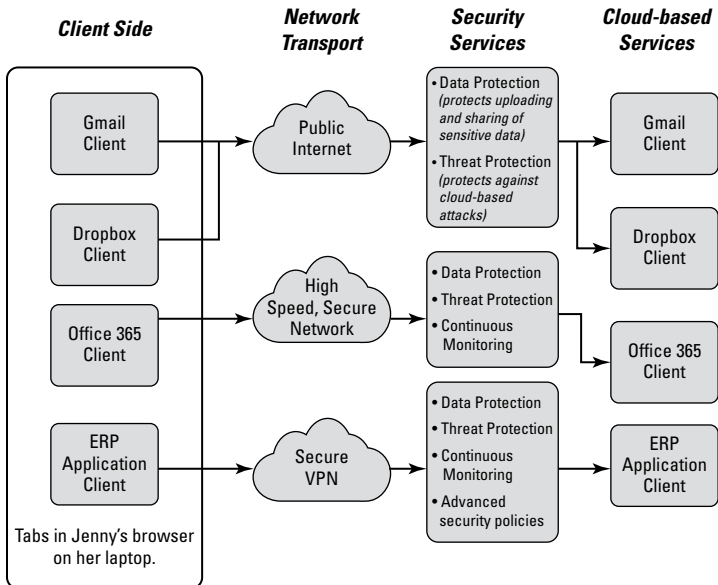 Client Side
Network
Transport
Security
Services
Cloud-based
Services
Gmail
Client
Dropbox
Client
Office 365
Client
ERP
Application
Client
Tabs in Jenny's browser
on her laptop.
Public
Internet
High
Speed, Secure
Network
Secure
VPN
• Data Protection
(protects uploading
and sharing of
sensitive data)
• Threat Protection
(protects against
cloud-based
attacks)
• Data Protection
• Threat Protection
• Continuous
Monitoring
• Data Protection
• Threat Protection
• Continuous
Monitoring
• Advanced
security policies
Gmail
Client
Dropbox
Client
Office 365
Client
ERP
Application
Client